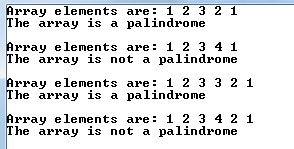 Array elements are: 1 2 3 2 1
The array is a palindrome
Array elements are: 1 2 3 4 1
The array is not a palindrome
Array elements are: 1 2 3 3 2 1
The array is a palindrome
Array elements are: 1 2 3 4 2 1
The array is not a palindrome